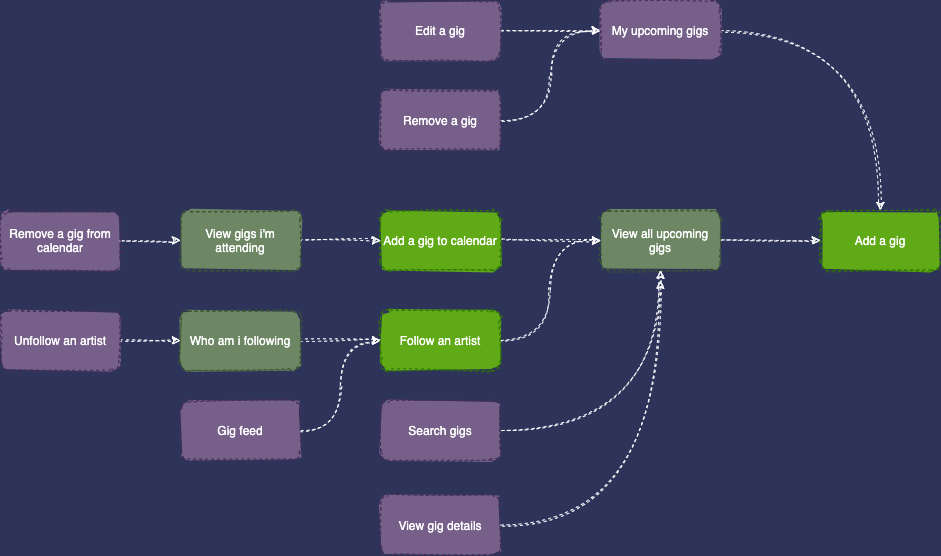 Edit a gig
My upcoming gigs
Remove a gig
Remove a gig from
calendar
View gigs i'm
attending
Add a gig to calendar
View all upcoming
gigs
Add a gig
Unfollow an artist
Who am i following
Follow an artist
Gig feed
Search gigs
View gig details